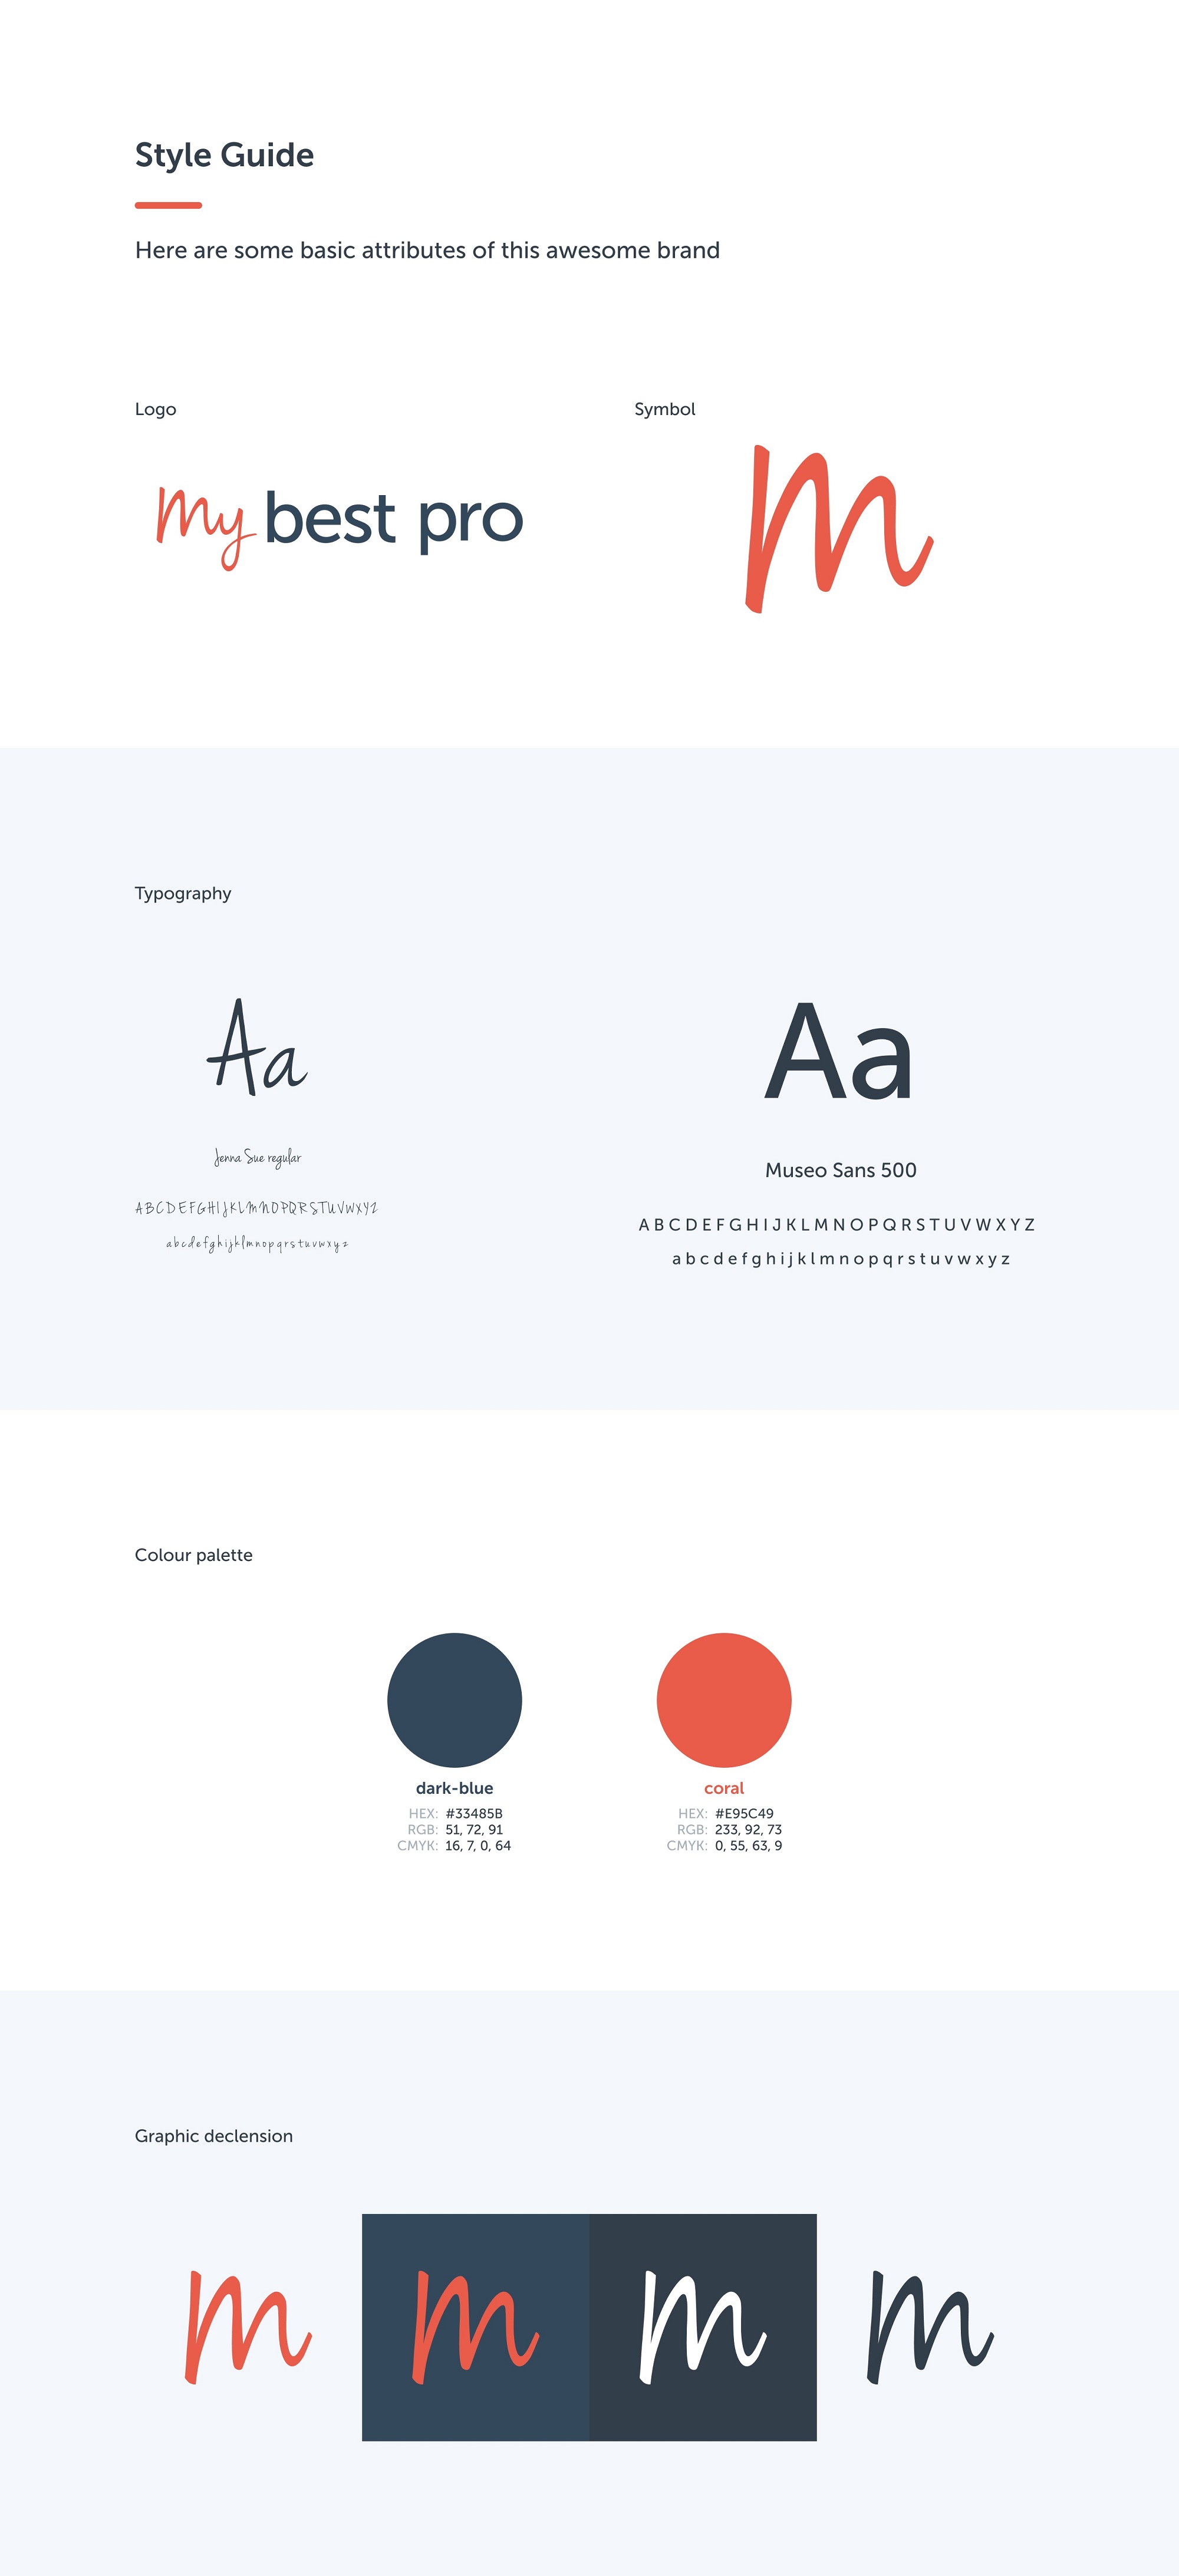 Style Guide
Here are some basic attributes of this awesome brand
Logo
Symbol
My best pro
M
Typography
Aa
Jenna Sue regular
A B C D E F G H I J K L M N O P Q R S T U V W X Y Z
a b c d e f g h i j k l m n o p q r s t u v w x y z
Aa
Museo Sans 500
A B C D E F G H I J K L M N O P Q R S T U V W X Y Z
a b c d e f g h i j k l m n o p q r s t u v w x y z
Colour palette
dark-blue
HEX: #33485B
RGB: 51, 72, 91
CMYK: 16, 7, 0, 64
coral
HEX: #E95C49
RGB: 233, 92, 73
CMYK: 0, 55, 63, 9
Graphic declension
M M M M